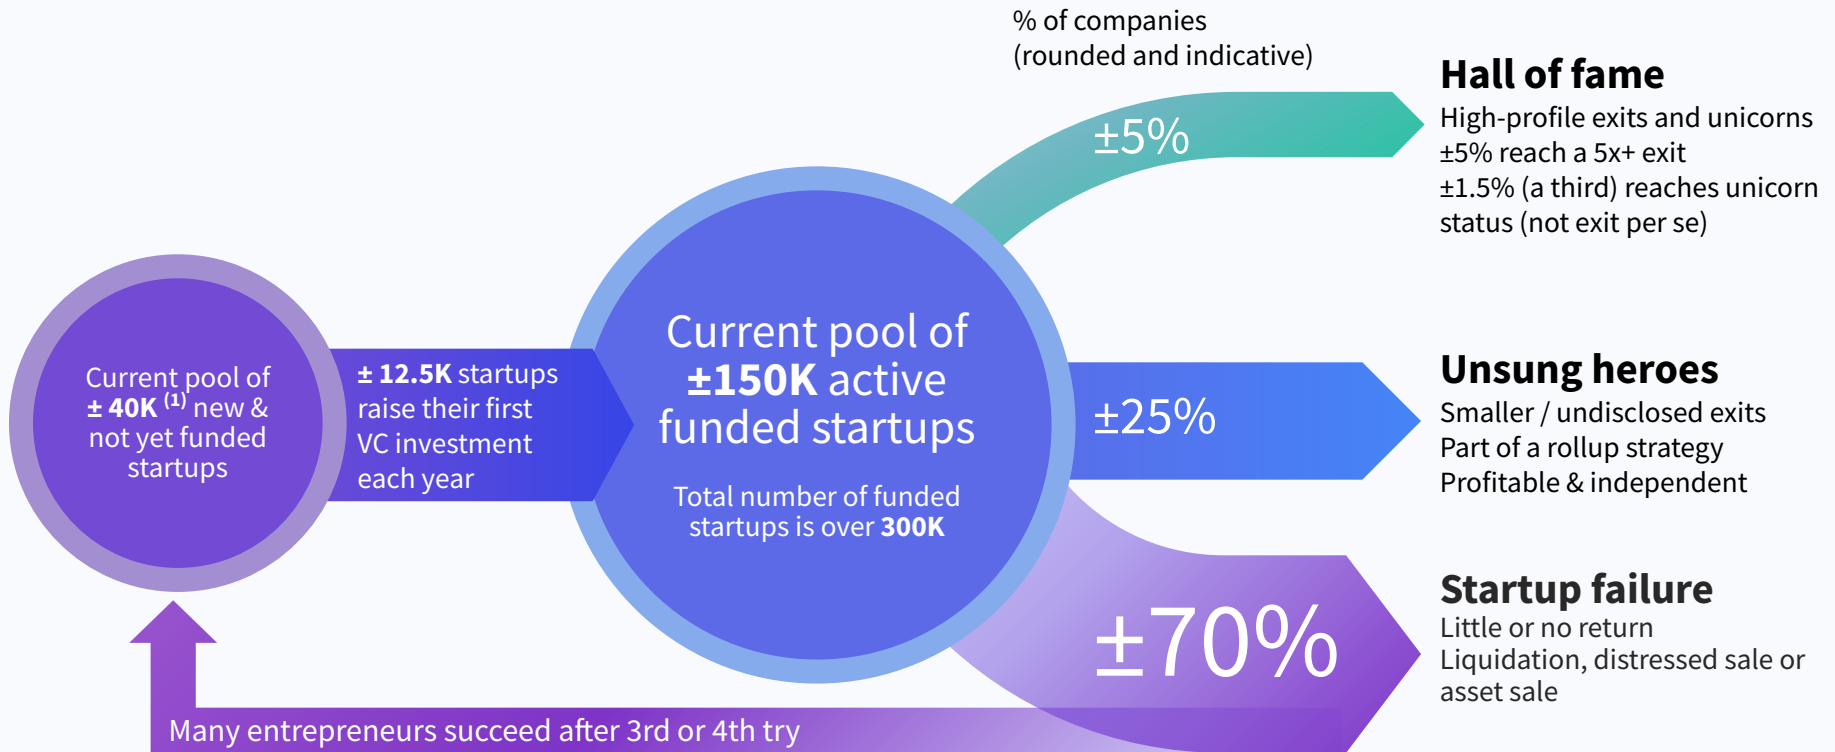 % of companies
(rounded and indicative)
±5%
Hall of fame
High-profile exits and unicorns
±5% reach a 5x+ exit
±1.5% (a third) reaches unicorn
status (not exit per se)
Current pool of
± 40K (1) new &
not yet funded
startups
± 12.5K startups
raise their first
VC investment
each year
Current pool of
±150K active
funded startups
Total number of funded
startups is over 300K
±25%
Unsung heroes
Smaller / undisclosed exits
Part of a rollup strategy
Profitable & independent
±70%
Startup failure
Little or no return
Liquidation, distressed sale or
asset sale
Many entrepreneurs succeed after 3rd or 4th try